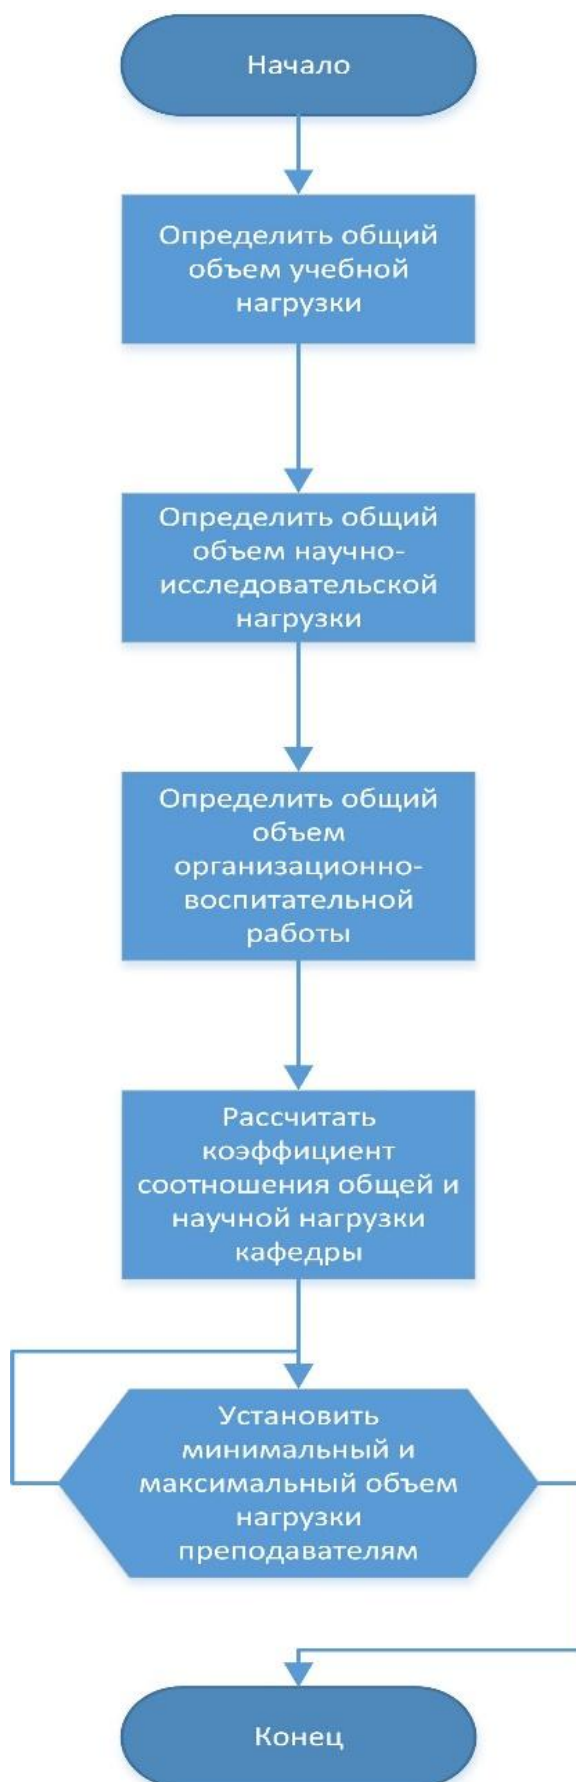 Начало
Определить общий
объем учебной
нагрузки
Определить общий
объем научно-
исследовательской
нагрузки
Определить общий
объем
организационно-
воспитательной
работы
Рассчитать
коэффициент
соотношения общей и
научной нагрузки
кафедры
Установить
минимальный и
максимальный объем
нагрузки
преподавателям
Конец